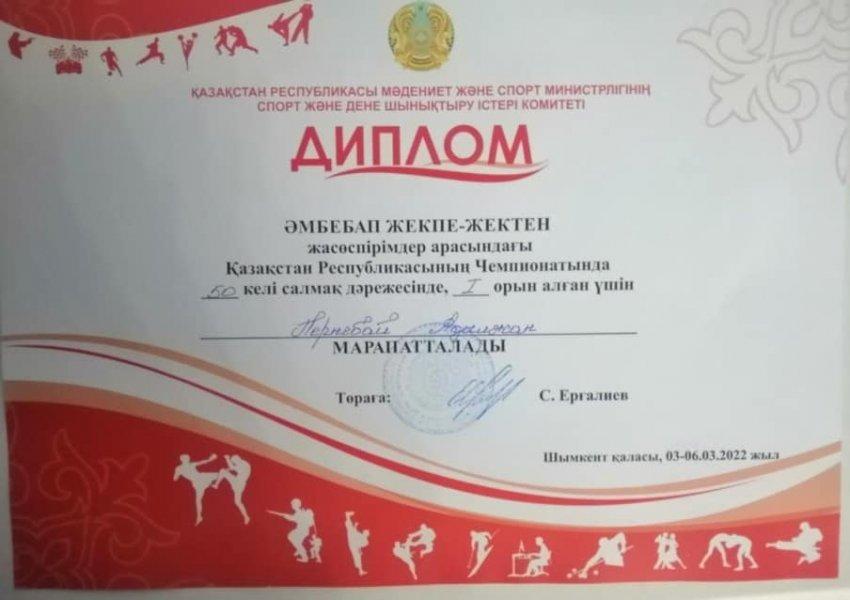 ҚАЗАҚСТАН РЕСПУБЛИКАСЫ МӘДЕНИЕТ ЖӘНЕ СПОРТ МИНИСТРЛІГІНІҢ
СПОРТ ЖӘНЕ ДЕНЕ ШЫНЫҚТЫРУ ІСТЕРІ КОМИТЕТІ
ДИПЛОМ
ӘМБЕБАП ЖЕКПЕ-ЖЕКТЕН
жасөспірімдер арасындағы
Қазақстан Республикасының Чемпионатында
50 келі салмақ дәрежесінде, I орын алған үшін
Пернебай Адилжан
МАРАПАТТАЛАДЫ
Төраға: С. Ерғалиев
Шымкент қаласы, 03-06.03.2022 жыл